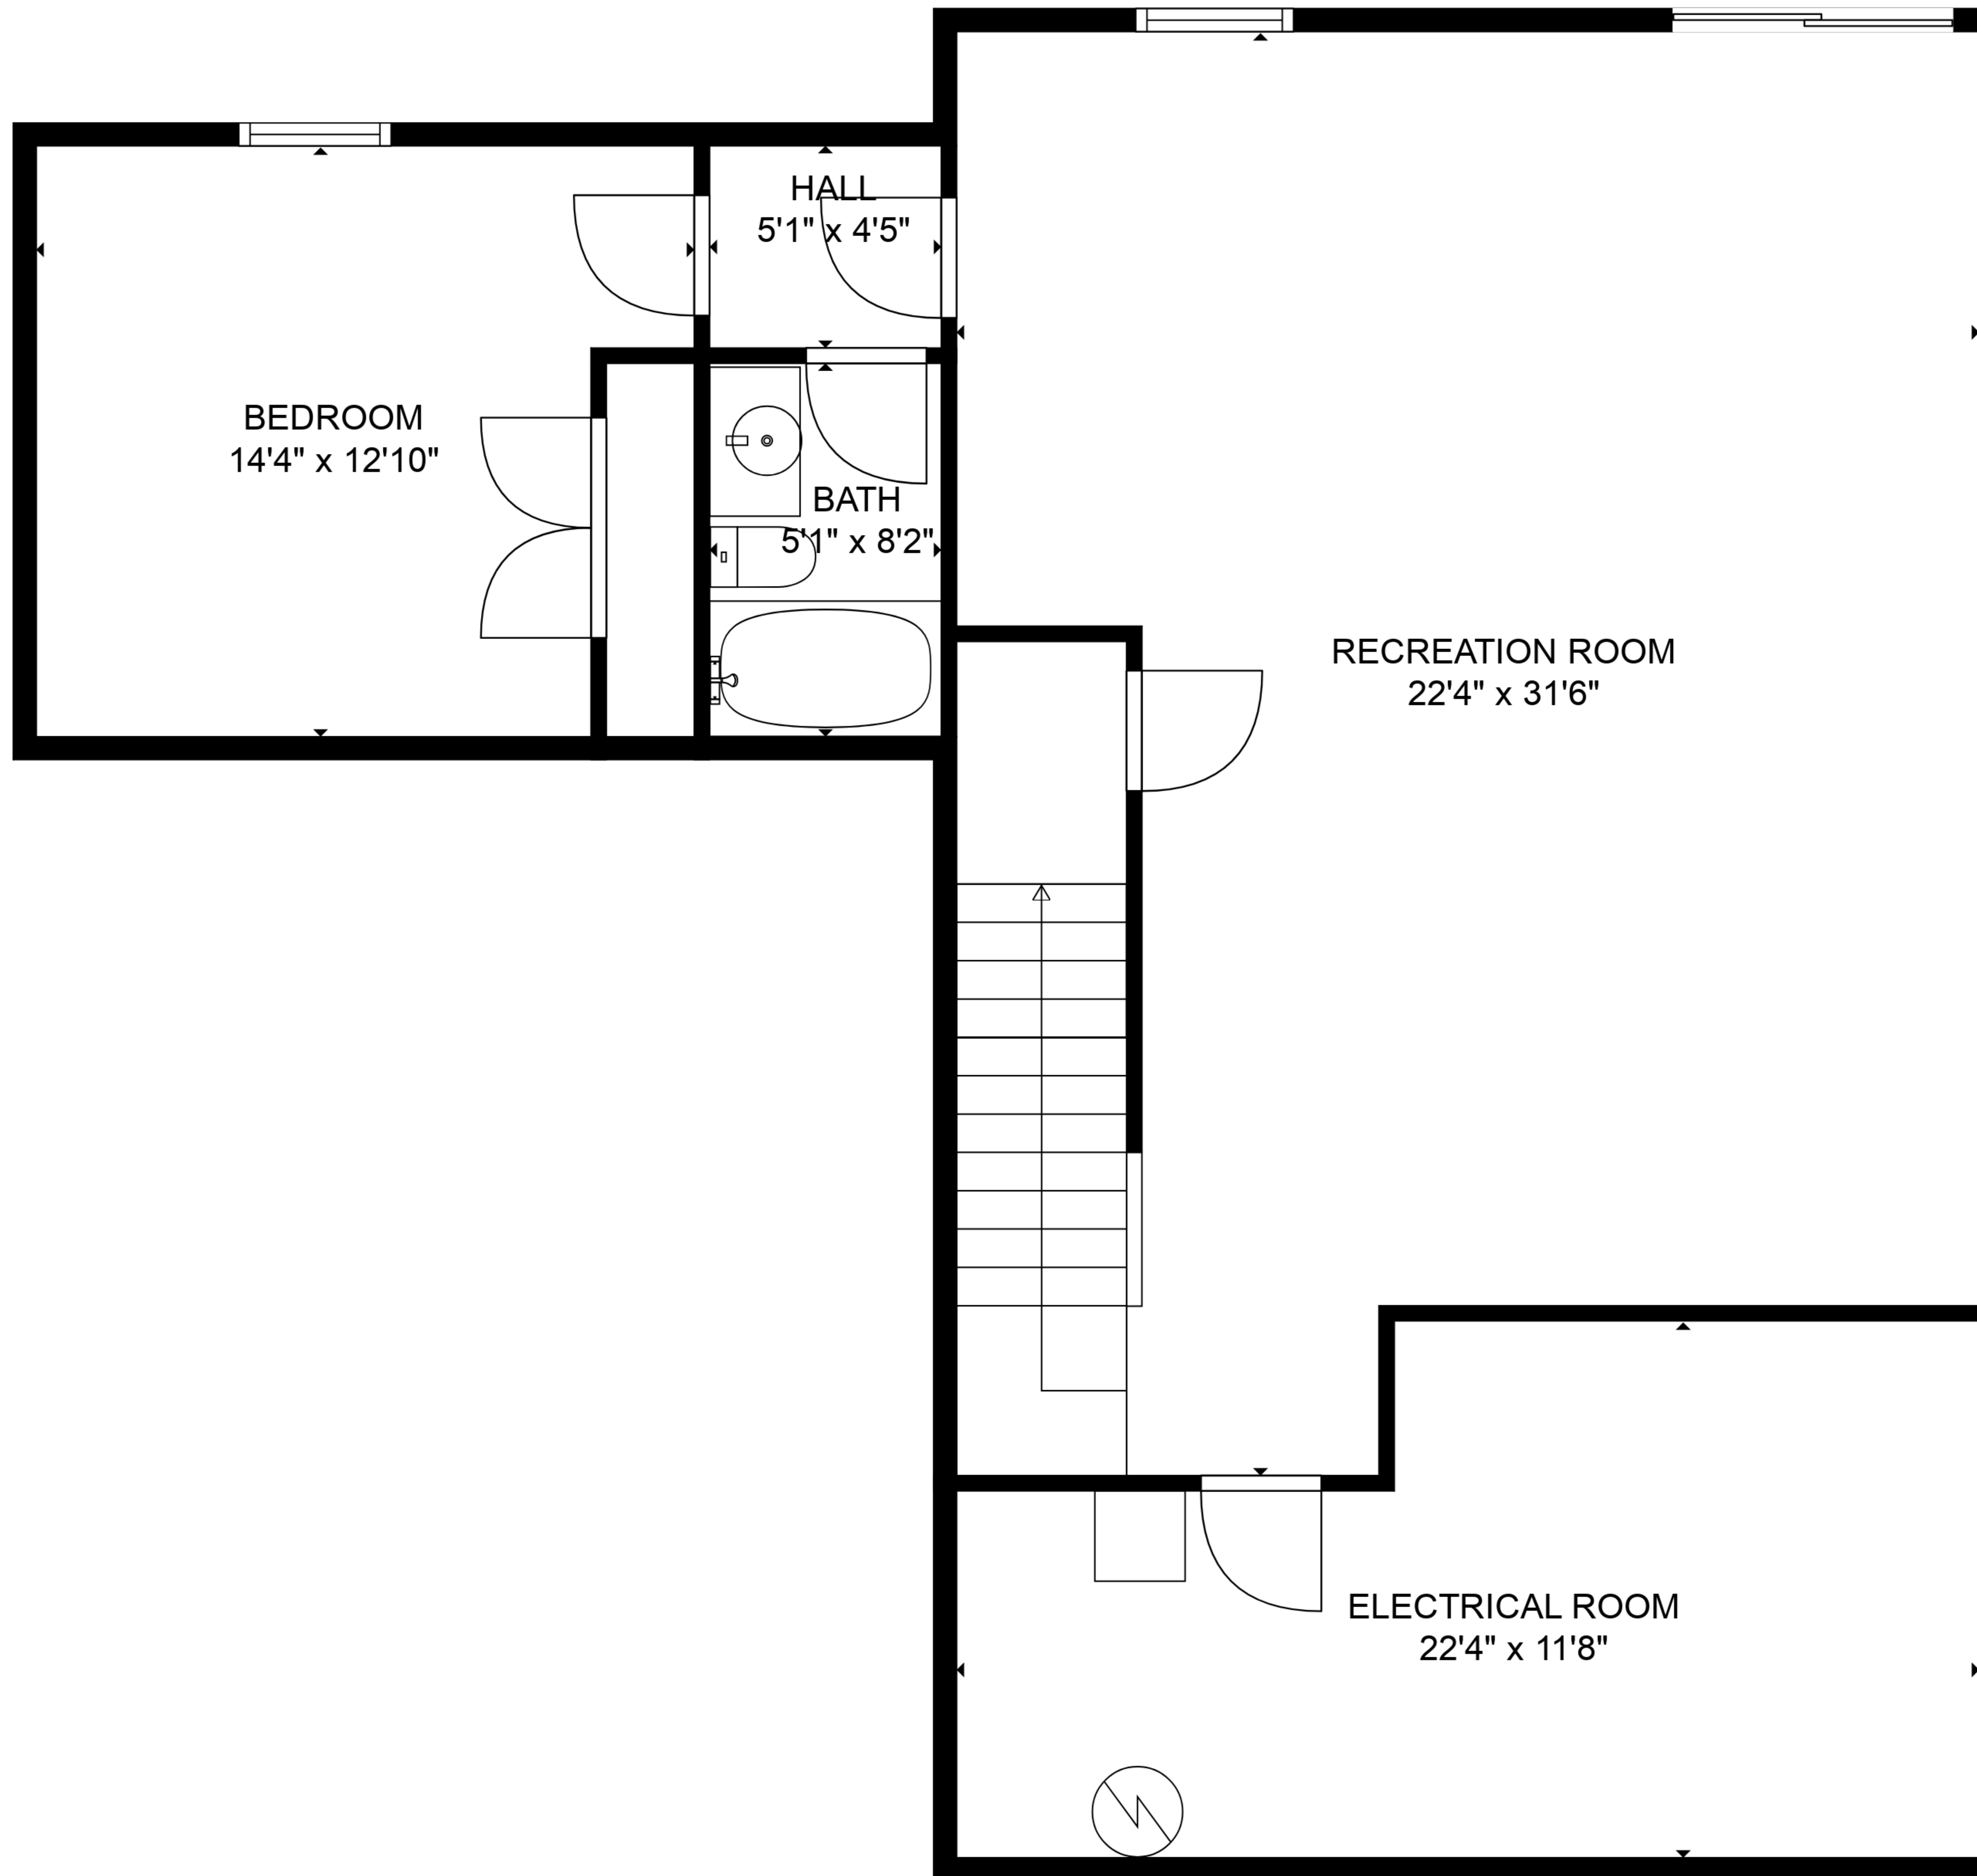 HALL
5'1" x 4'5"
BEDROOM
14'4" x 12'10"
BATH
5'1" x 8'2"
RECREATION ROOM
22'4" x 31'6"
ELECTRICAL ROOM
22'4" x 11'8"